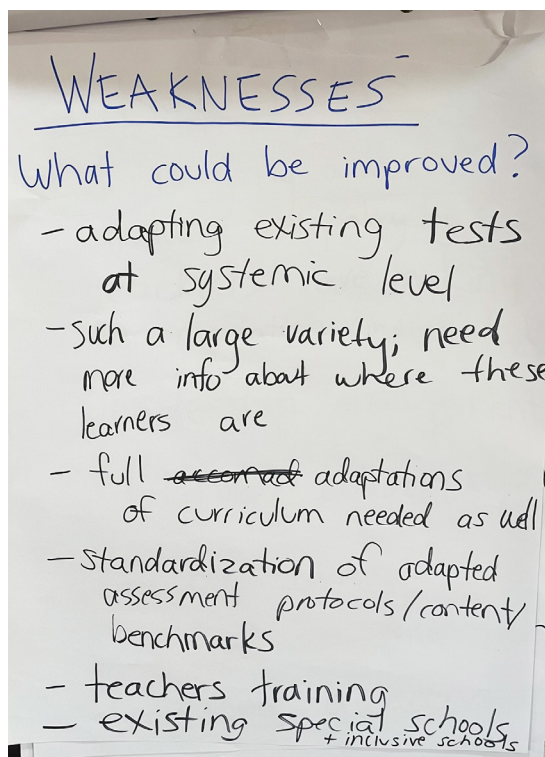 WEAKNESSES
What could be improved?
- adapting existing tests
at systemic level
- such a large variety; need
more info about where these
learners are
- full adaptations
of curriculum needed as well
- standardization of adapted
assessment protocols/content/
benchmarks
- teachers training
- existing special schools
+ inclusive schools